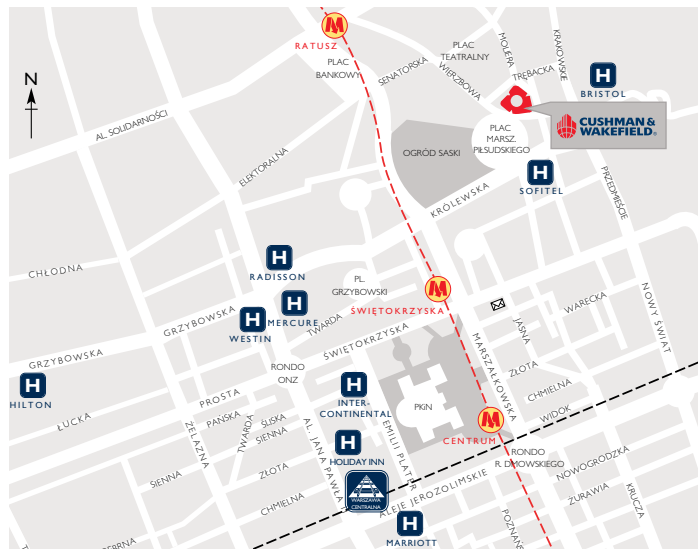 M
RATUSZ
PLAC
BANKOWY
PLAC
TEATRALNY
MOLIERA
KRAKOWSKIE
SENATORSKA
WIERZBOWA
TRĘBACKA
H
BRISTOL
N
CUSHMAN &
WAKEFIELD®
AL. SOLIDARNOŚCI
PLAC
MARSZ.
PIŁSUDSKIEGO
OGRÓD SASKI
ELEKTORALNA
H
SOFITEL
KRÓLEWSKA
PRZEDMIEŚCIE
H
RADISSON
CHŁODNA
PL.
GRZYBOWSKI
M
ŚWIĘTOKRZYSKA
H
MERCURE
H
WESTIN
GRZYBOWSKA
TWARDA
ŚWIĘTOKRZYSKA
MARSZAŁKOWSKA
JASNA
WARECKA
NOWY ŚWIAT
GRZYBOWSKA
RONDO
ONZ
H
HILTON
PROSTA
ZŁOTA
CHMIELNA
WIDOK
H
INTER-
CONTINENTAL
PKiN
M
CENTRUM
ŁUCKA
PAŃSKA
ŚLISKA
SIENNA
ŻELAZNA
TWARDA
AL. JANA PAWŁA
EMILII PLATER
H
HOLIDAY INN
RONDO
R. DMOWSKIEGO
SIENNA
ZŁOTA
CHMIELNA
WARSZAWA
CENTRALNA
ALEJE JEROZOLIMSKIE
NOWOGRODZKA
ŻURAWIA
KRUCZA
H
MARRIOTT
POZNAŃ